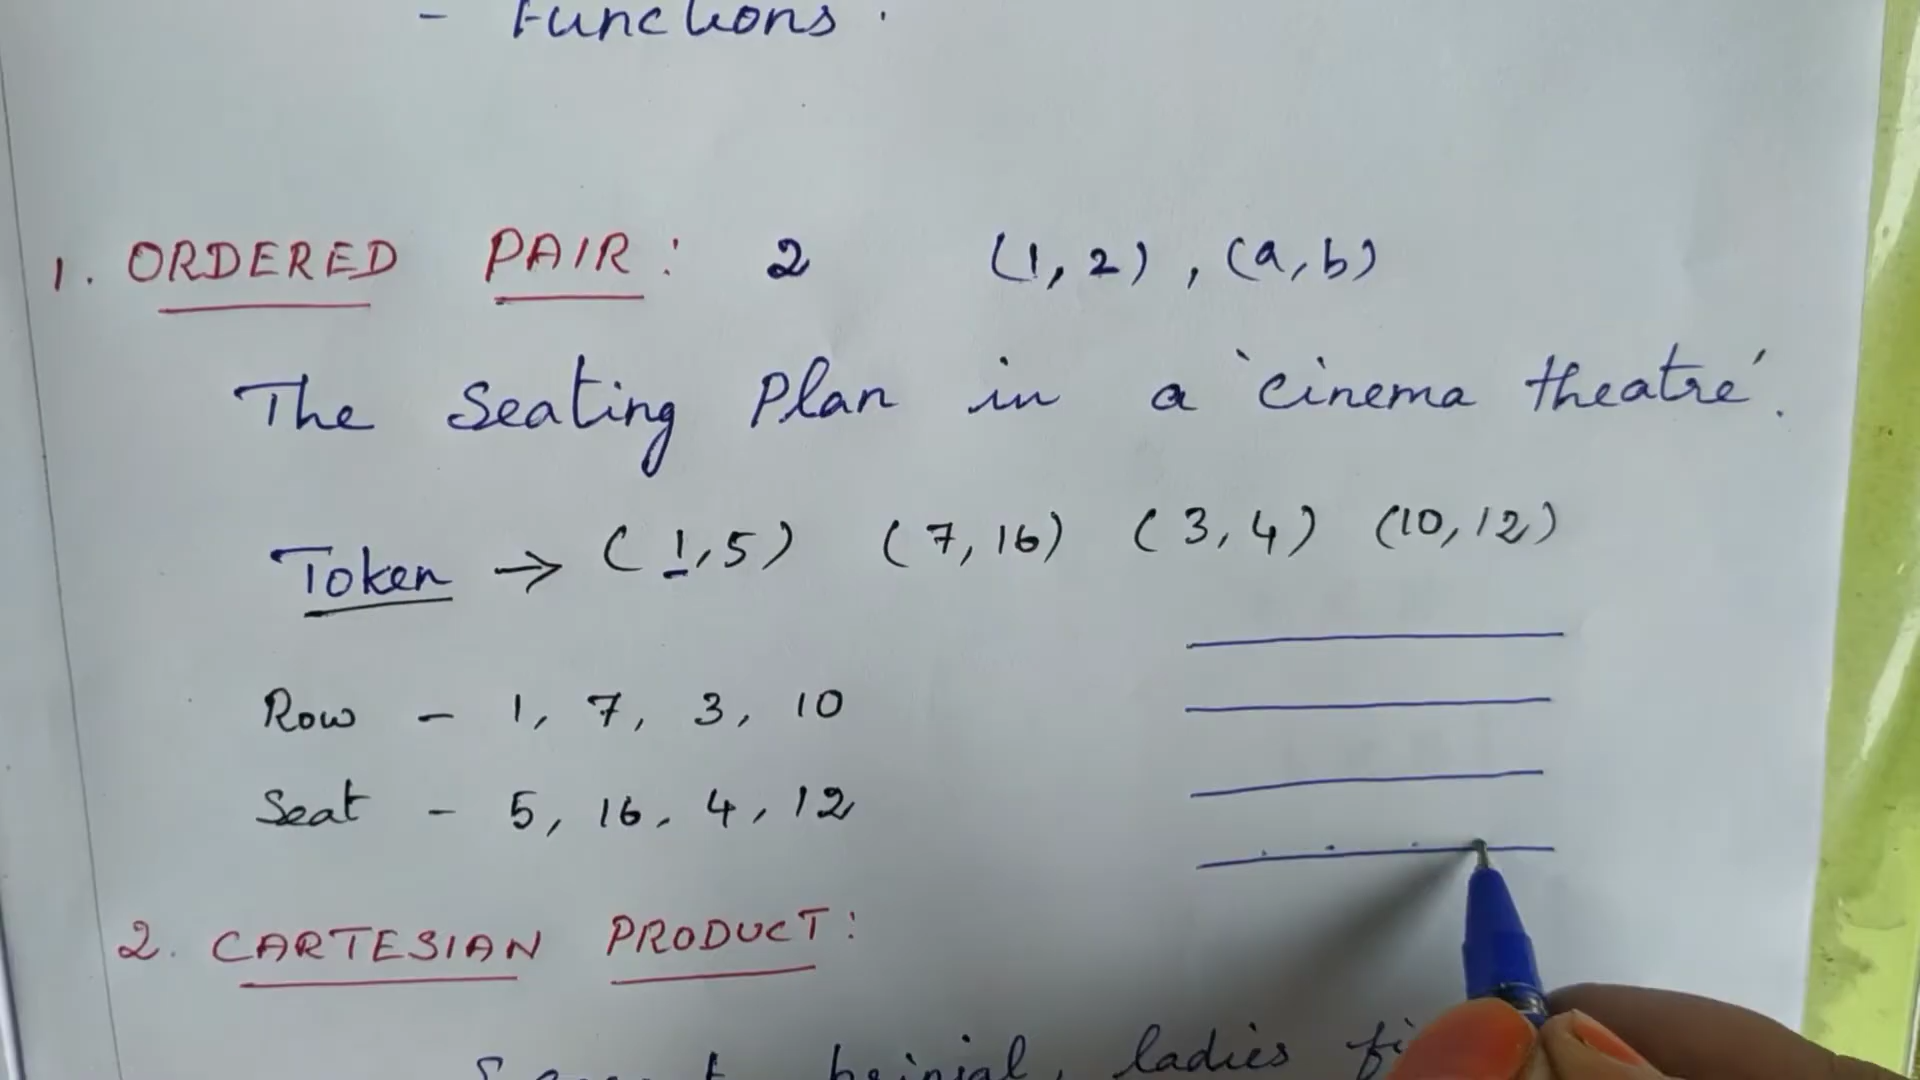 - Functions.
1. ORDERED PAIR: 2 (1, 2), (a, b)
The Seating Plan in a 'cinema theatre'.
Token → (1, 5) (7, 16) (3, 4) (10, 12)
Row - 1, 7, 3, 10
Seat - 5, 16, 4, 12
2. CARTESIAN PRODUCT:
brinjal, ladies